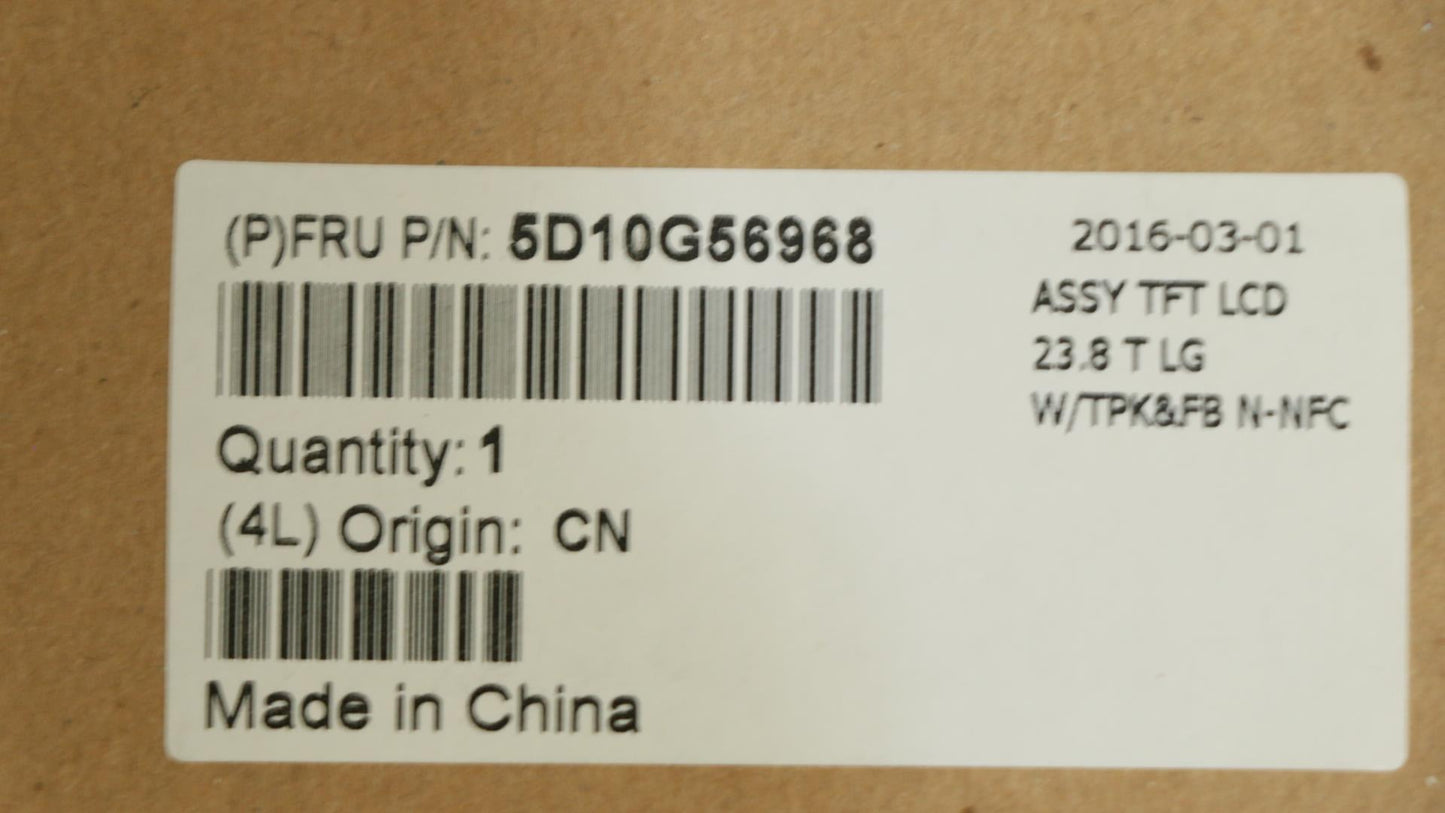 (P)FRU P/N: 5D10G56968
Quantity: 1
(4L) Origin: CN
Made in China
2016-03-01
ASSY TFT LCD
23.8 T LG
W/TPK&FB N-NFC